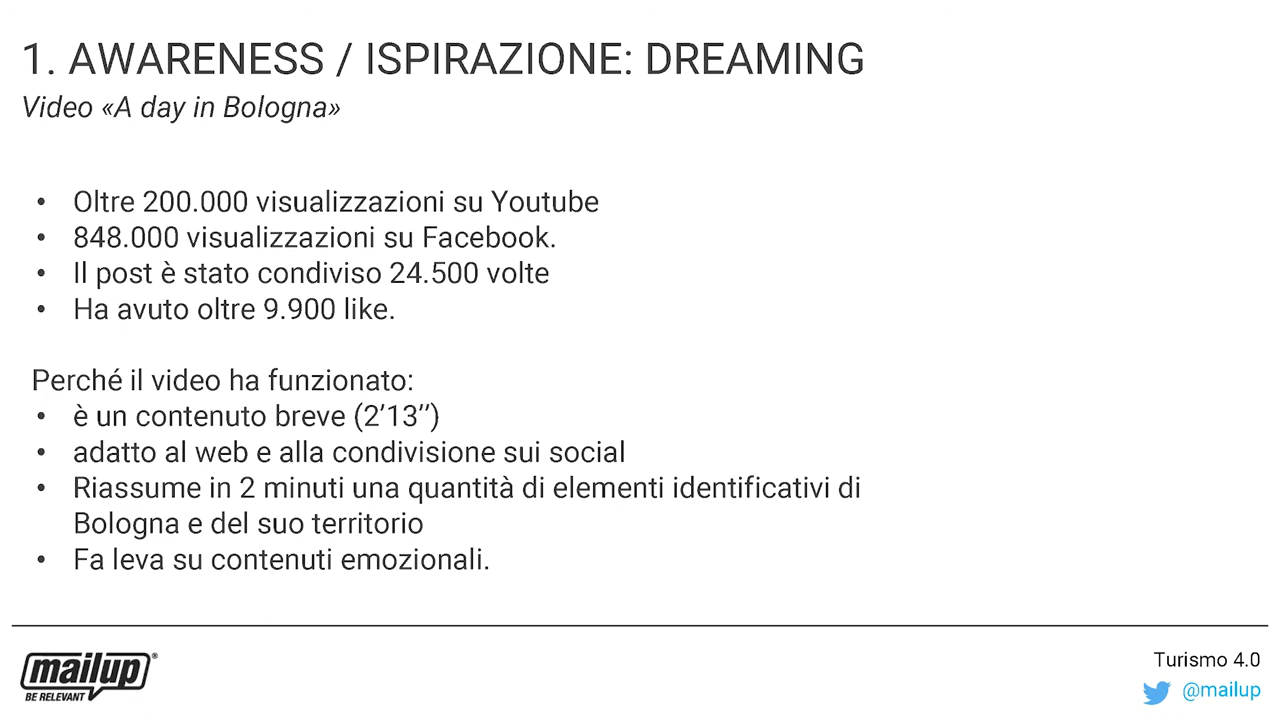 1. AWARENESS / ISPIRAZIONE: DREAMING
Video «A day in Bologna»
• Oltre 200.000 visualizzazioni su Youtube
• 848.000 visualizzazioni su Facebook.
• Il post è stato condiviso 24.500 volte
• Ha avuto oltre 9.900 like.
Perché il video ha funzionato:
• è un contenuto breve (2’13’’)
• adatto al web e alla condivisione sui social
• Riassume in 2 minuti una quantità di elementi identificativi di
Bologna e del suo territorio
• Fa leva su contenuti emozionali.
mailup®
BE RELEVANT
Turismo 4.0
@mailup